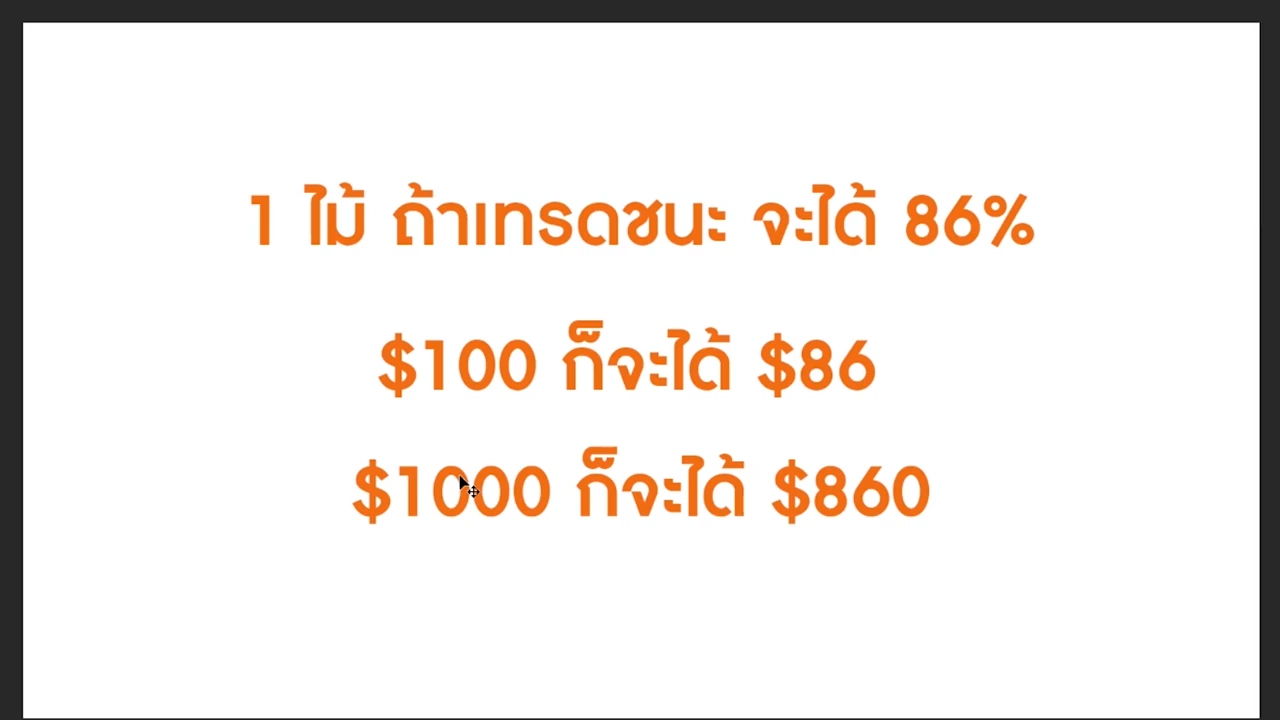 1 ไม้ ถ้าเทรดชนะ จะได้ 86%
$100 ก็จะได้ $86
$1000 ก็จะได้ $860